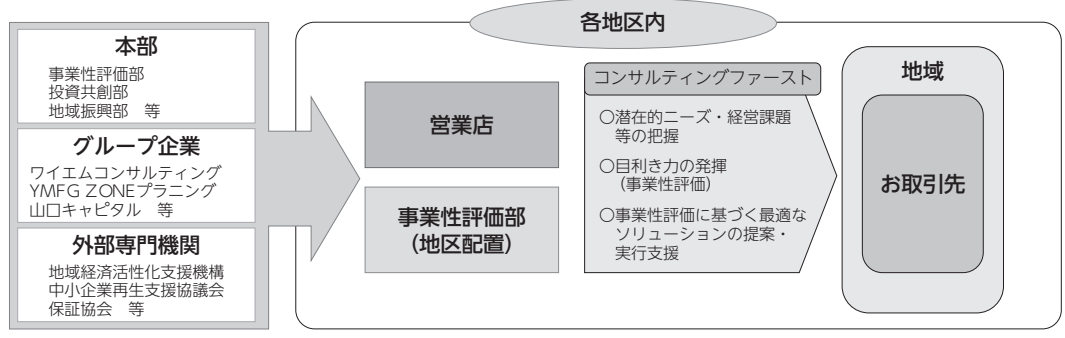 各地区内
本部
事業性評価部
投資共創部
地域振興部　等
グループ企業
ワイエムコンサルティング
YMFG ZONEプラニング
山口キャピタル　等
外部専門機関
地域経済活性化支援機構
中小企業再生支援協議会
保証協会　等
営業店
事業性評価部
（地区配置）
コンサルティングファースト
○潜在的ニーズ・経営課題
等の把握
○目利き力の発揮
（事業性評価）
○事業性評価に基づく最適な
ソリューションの提案・
実行支援
地域
お取引先